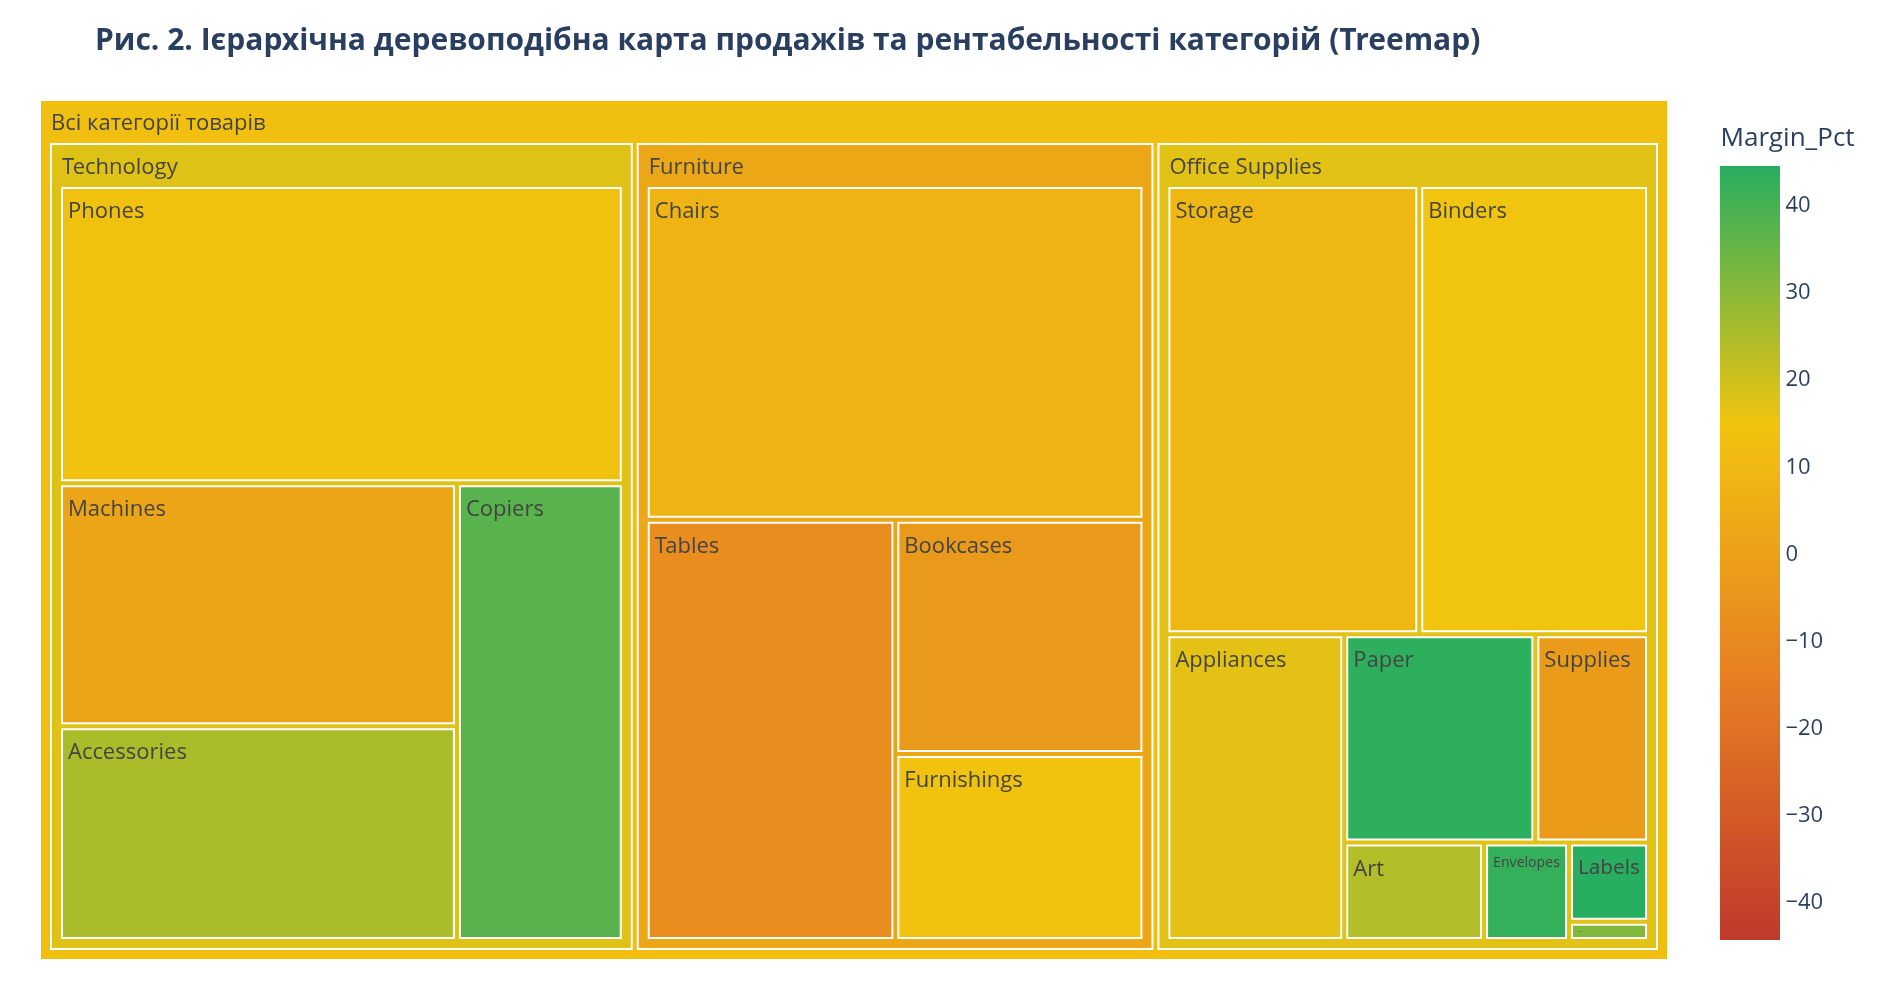 Рис. 2. Ієрархічна деревоподібна карта продажів та рентабельності категорій (Treemap)
Всі категорії товарів
Technology
Phones
Machines
Copiers
Accessories
Furniture
Chairs
Tables
Bookcases
Furnishings
Office Supplies
Storage
Binders
Appliances
Paper
Supplies
Art
Envelopes
Labels
Margin_Pct
40
30
20
10
0
−10
−20
−30
−40